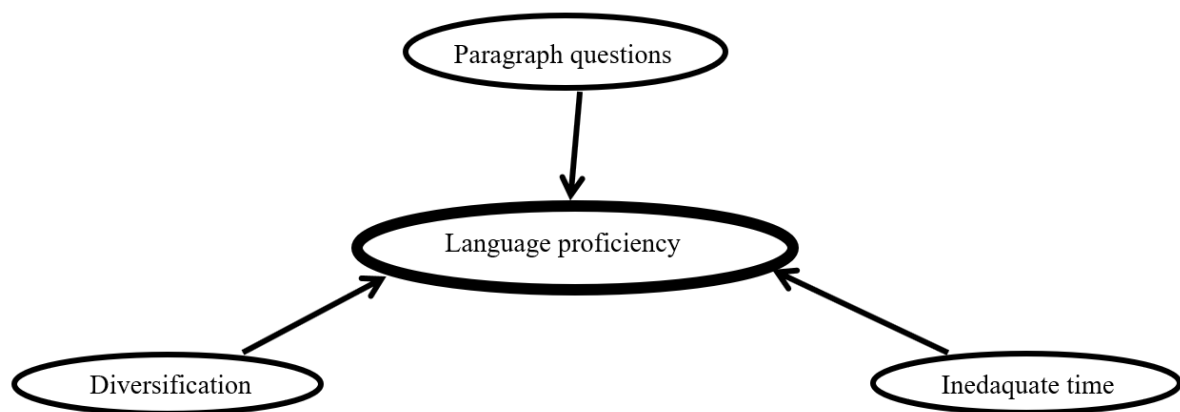 Paragraph questions
Language proficiency
Diversification
Inedaquate time